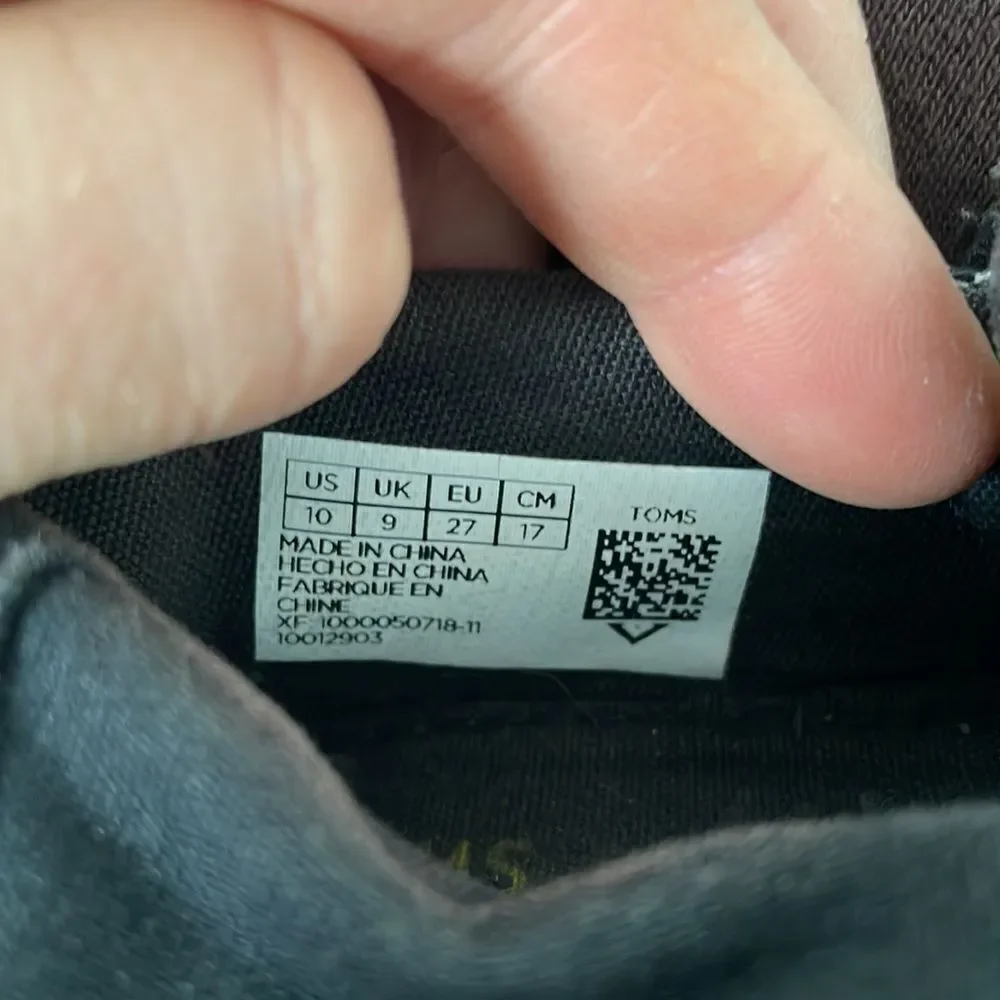 US UK EU CM
10 9 27 17
MADE IN CHINA
HECHO EN CHINA
FABRIQUE EN
CHINE
XF-1000050718-11
10012903
TOMS